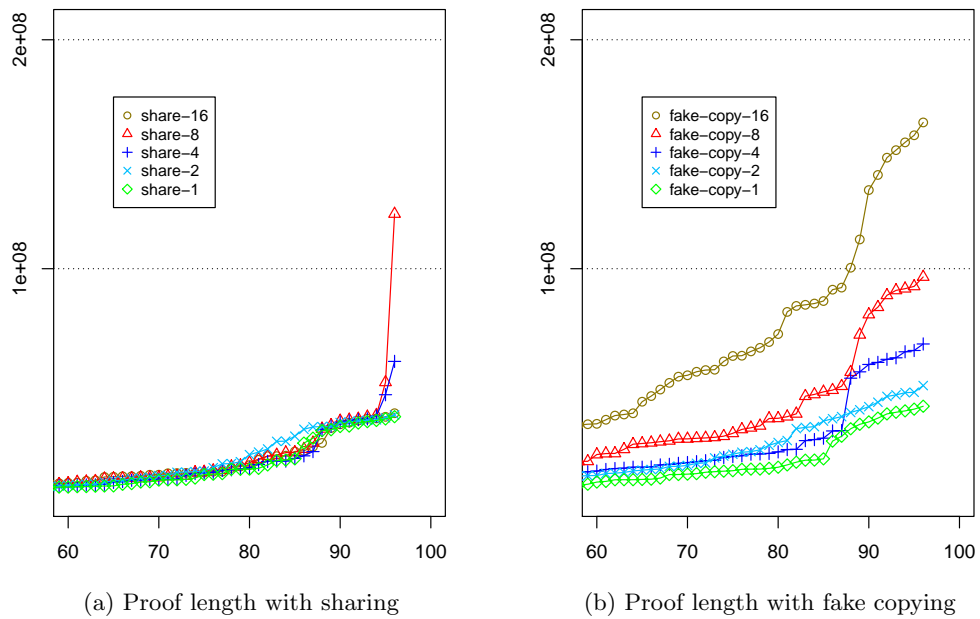 2e+08
1e+08
share−16
share−8
share−4
share−2
share−1
60 70 80 90 100
(a) Proof length with sharing
2e+08
1e+08
fake−copy−16
fake−copy−8
fake−copy−4
fake−copy−2
fake−copy−1
60 70 80 90 100
(b) Proof length with fake copying